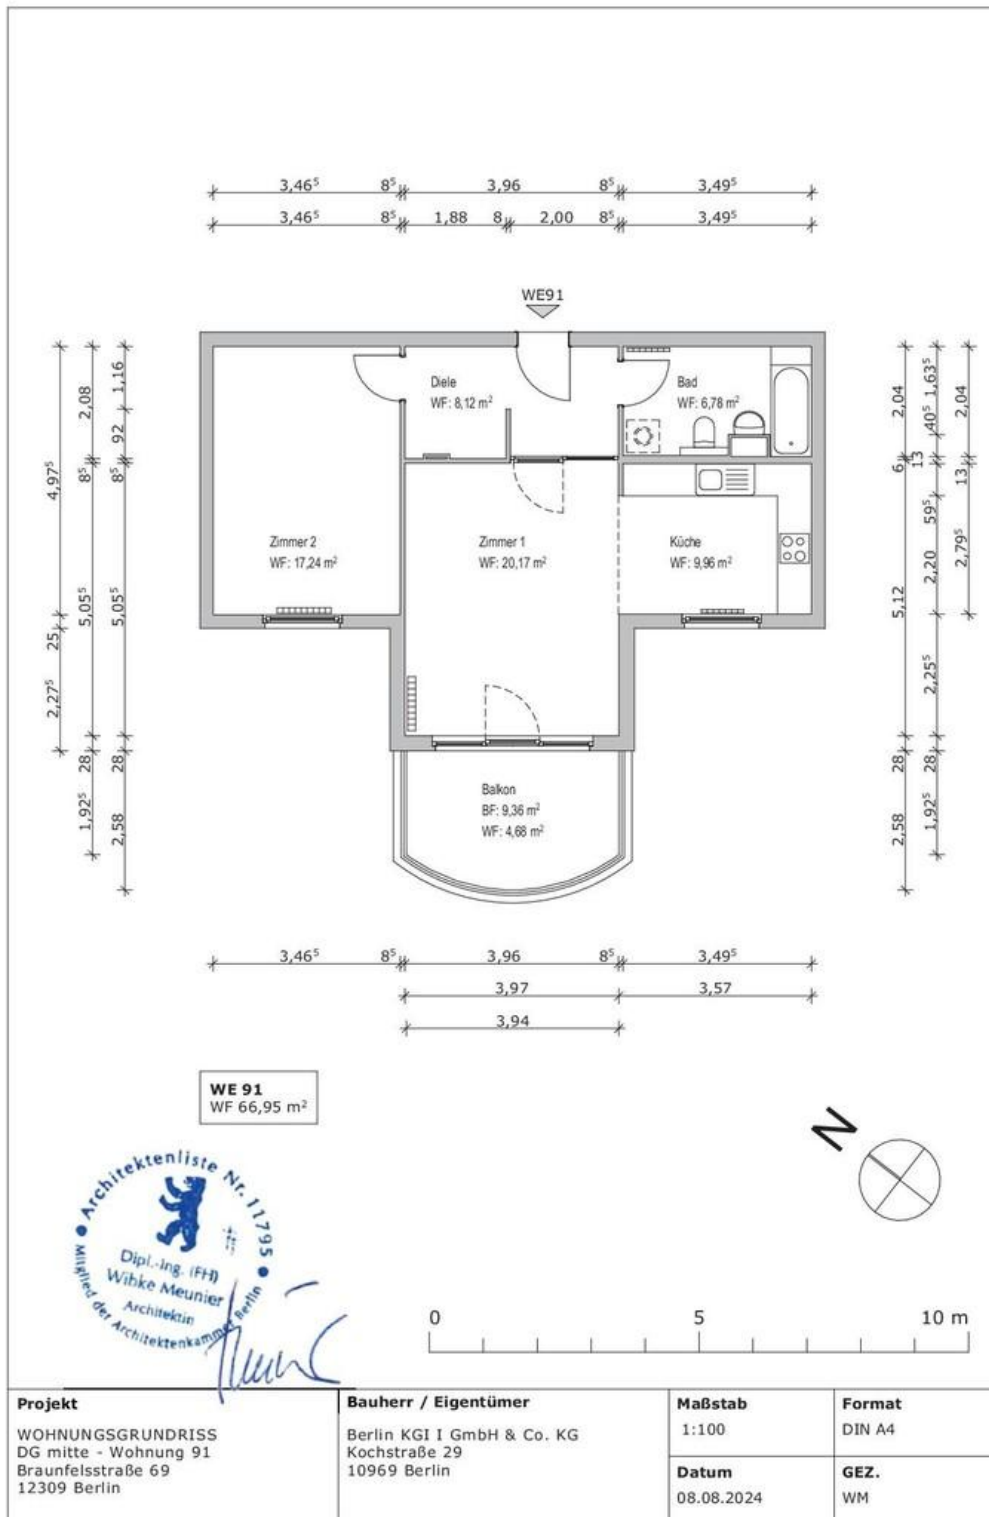 3,46⁵ 8⁵ 3,96 8⁵ 3,49⁵
3,46⁵ 8⁵ 1,88 8 2,00 8⁵ 3,49⁵
WE91
Diele
WF: 8,12 m²
Bad
WF: 6,78 m²
Zimmer 2
WF: 17,24 m²
Zimmer 1
WF: 20,17 m²
Küche
WF: 9,96 m²
Balkon
BF: 9,36 m²
WF: 4,68 m²
4,97⁵
25
2,27⁵
2,08
8⁵
5,05⁵
28
1,92⁵
1,16
92
8⁵
5,05⁵
28
2,58
2,04
6
5,12
28
2,58
1,63⁵
40⁵
13
59⁵
2,20
2,25⁵
28
1,92⁵
2,04
13
2,79⁵
3,46⁵ 8⁵ 3,96 8⁵ 3,49⁵
3,97 3,57
3,94
WE 91
WF 66,95 m²
N
Architektenliste Nr. 11795
Dipl.-Ing. (FH)
Wibke Meunier
Architektin
Mitglied der Architektenkammer Berlin
0 5 10 m
Projekt
WOHNUNGSGRUNDRISS
DG mitte - Wohnung 91
Braunfelsstraße 69
12309 Berlin
Bauherr / Eigentümer
Berlin KGI I GmbH & Co. KG
Kochstraße 29
10969 Berlin
Maßstab
1:100
Format
DIN A4
Datum
08.08.2024
GEZ.
WM